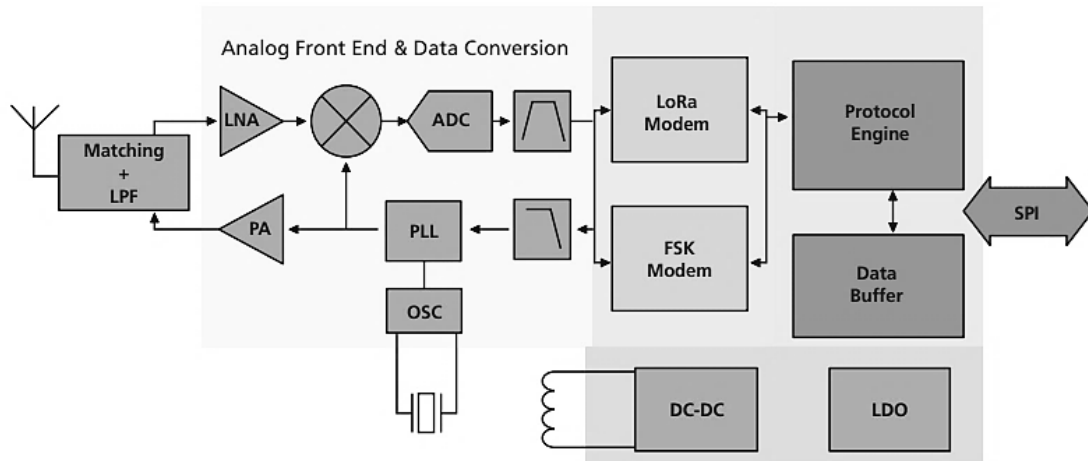 Analog Front End & Data Conversion
Matching
+
LPF
LNA
ADC
LoRa
Modem
Protocol
Engine
PA
PLL
FSK
Modem
SPI
Data
Buffer
OSC
DC-DC
LDO